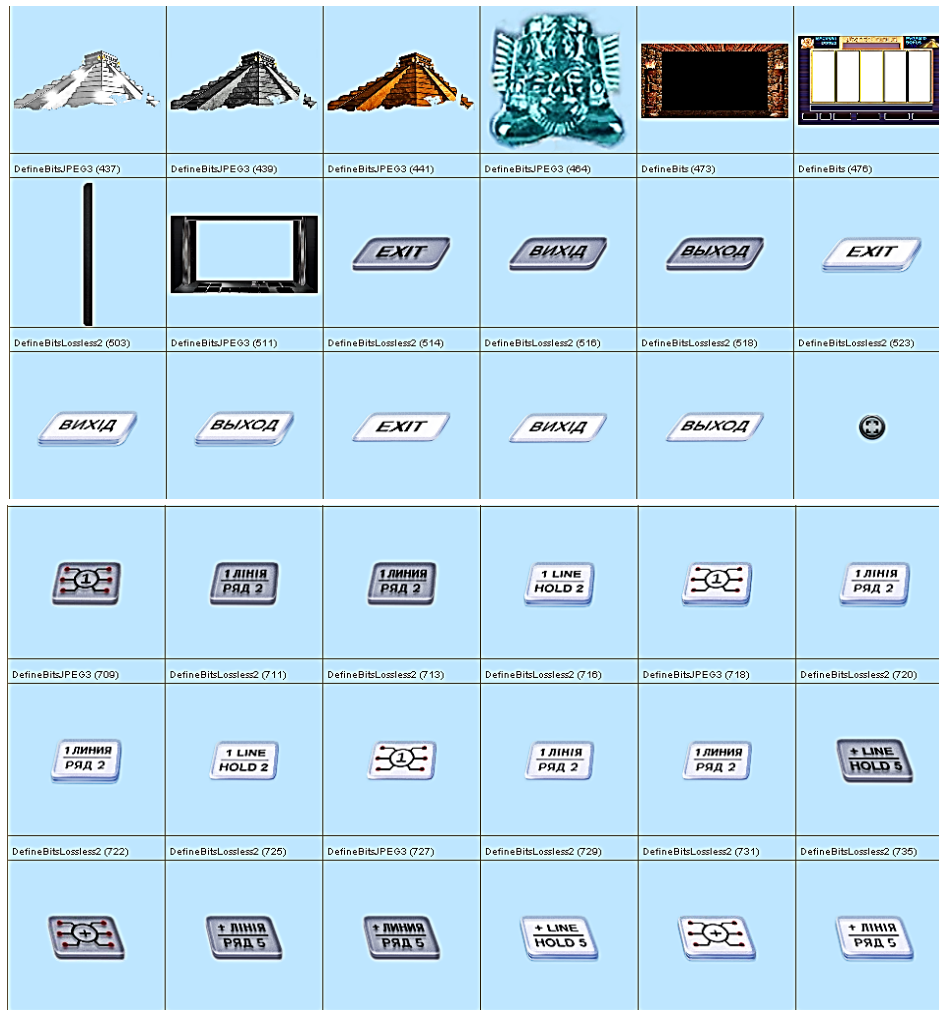 DefineBitsJPEG3 (437)
DefineBitsJPEG3 (439)
DefineBitsJPEG3 (441)
DefineBitsJPEG3 (464)
DefineBits (473)
DefineBits (476)
EXIT
ВИХІД
ВЫХОД
EXIT
DefineBitsLossless2 (503)
DefineBitsJPEG3 (511)
DefineBitsLossless2 (514)
DefineBitsLossless2 (516)
DefineBitsLossless2 (518)
DefineBitsLossless2 (523)
ВИХІД
ВЫХОД
EXIT
ВИХІД
ВЫХОД
1
1 ЛІНІЯ
РЯД 2
1 ЛИНИЯ
РЯД 2
1 LINE
HOLD 2
1
1 ЛІНІЯ
РЯД 2
DefineBitsJPEG3 (709)
DefineBitsLossless2 (711)
DefineBitsLossless2 (713)
DefineBitsLossless2 (716)
DefineBitsJPEG3 (718)
DefineBitsLossless2 (720)
1 ЛИНИЯ
РЯД 2
1 LINE
HOLD 2
1
1 ЛІНІЯ
РЯД 2
1 ЛИНИЯ
РЯД 2
+ LINE
HOLD 5
DefineBitsLossless2 (722)
DefineBitsLossless2 (725)
DefineBitsJPEG3 (727)
DefineBitsLossless2 (729)
DefineBitsLossless2 (731)
DefineBitsLossless2 (735)
+
+ ЛІНІЯ
РЯД 5
+ ЛИНИЯ
РЯД 5
+ LINE
HOLD 5
+
+ ЛІНІЯ
РЯД 5